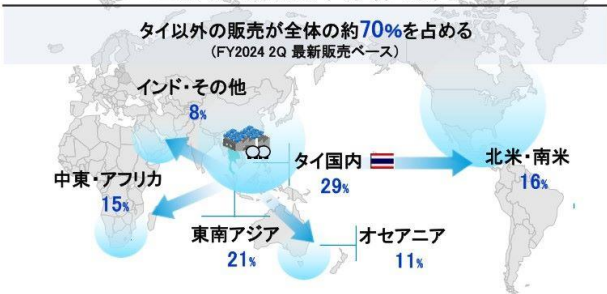 タイ以外の販売が全体の約70%を占める
(FY2024 2Q 最新販売ベース)
インド・その他
8%
タイ国内
29%
北米・南米
16%
中東・アフリカ
15%
東南アジア
21%
オセアニア
11%